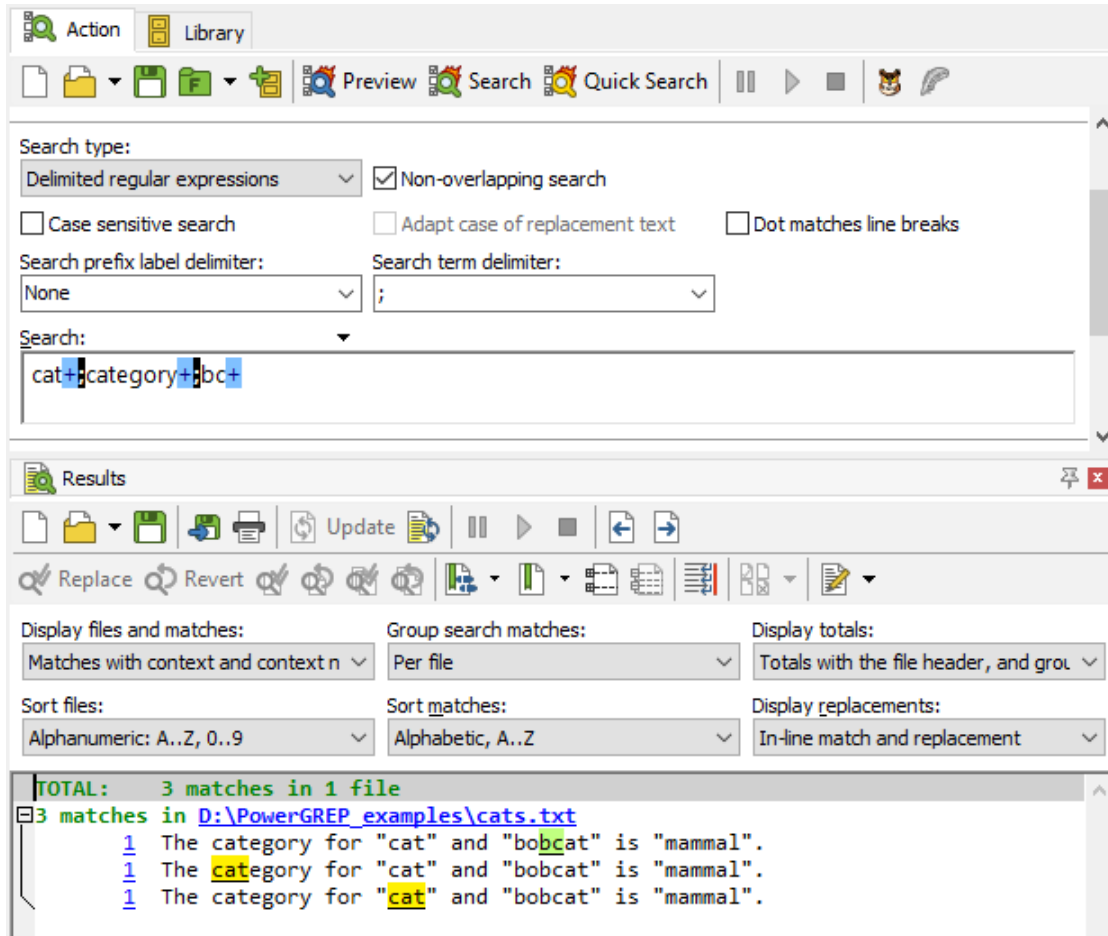 Action Library
Preview Search Quick Search
Search type:
Delimited regular expressions Non-overlapping search
Case sensitive search Adapt case of replacement text Dot matches line breaks
Search prefix label delimiter: Search term delimiter:
None ;
Search:
cat+;category+;bc+
Results
Update
Replace Revert
Display files and matches: Group search matches: Display totals:
Matches with context and context n Per file Totals with the file header, and grou
Sort files: Sort matches: Display replacements:
Alphanumeric: A..Z, 0..9 Alphabetic, A..Z In-line match and replacement
TOTAL: 3 matches in 1 file
3 matches in D:\PowerGREP_examples\cats.txt
1 The category for "cat" and "bobcat" is "mammal".
1 The category for "cat" and "bobcat" is "mammal".
1 The category for "cat" and "bobcat" is "mammal".